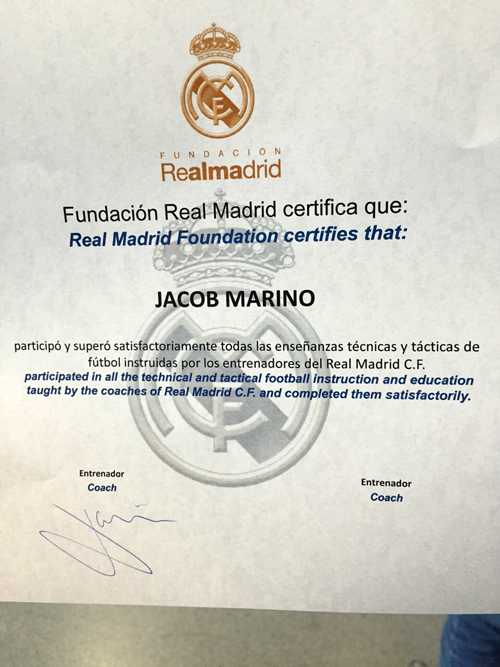 FUNDACIÓN
Realmadrid
Fundación Real Madrid certifica que:
Real Madrid Foundation certifies that:
JACOB MARINO
participó y superó satisfactoriamente todas las enseñanzas técnicas y tácticas de
fútbol instruidas por los entrenadores del Real Madrid C.F.
participated in all the technical and tactical football instruction and education
taught by the coaches of Real Madrid C.F. and completed them satisfactorily.
Entrenador
Coach
Entrenador
Coach